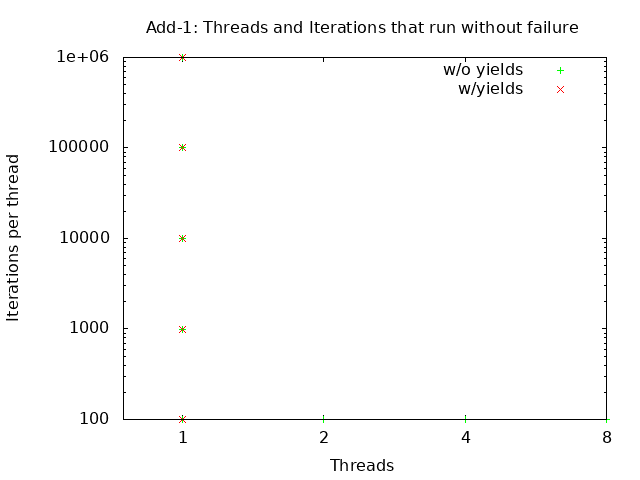 Add-1: Threads and Iterations that run without failure
1e+06
w/o yields
w/yields
100000
Iterations per thread
10000
1000
100
1 2 4 8
Threads